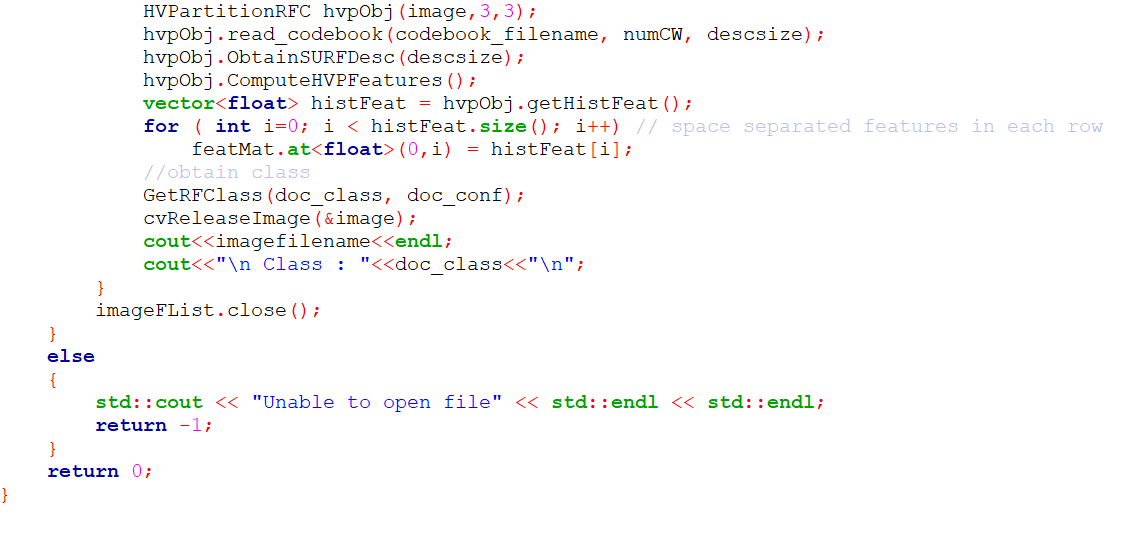 HVPartitionRFC hvpObj(image,3,3);
hvpObj.read_codebook(codebook_filename, numCW, descsize);
hvpObj.ObtainSURFDesc(descsize);
hvpObj.ComputeHVPFeatures();
vector<float> histFeat = hvpObj.getHistFeat();
for ( int i=0; i < histFeat.size(); i++) // space separated features in each row
featMat.at<float>(0,i) = histFeat[i];
//obtain class
GetRFClass(doc_class, doc_conf);
cvReleaseImage(&image);
cout<<imagefilename<<endl;
cout<<"\n Class : "<<doc_class<<"\n";
}
imageFList.close();
}
else
{
std::cout << "Unable to open file" << std::endl << std::endl;
return -1;
}
return 0;
}